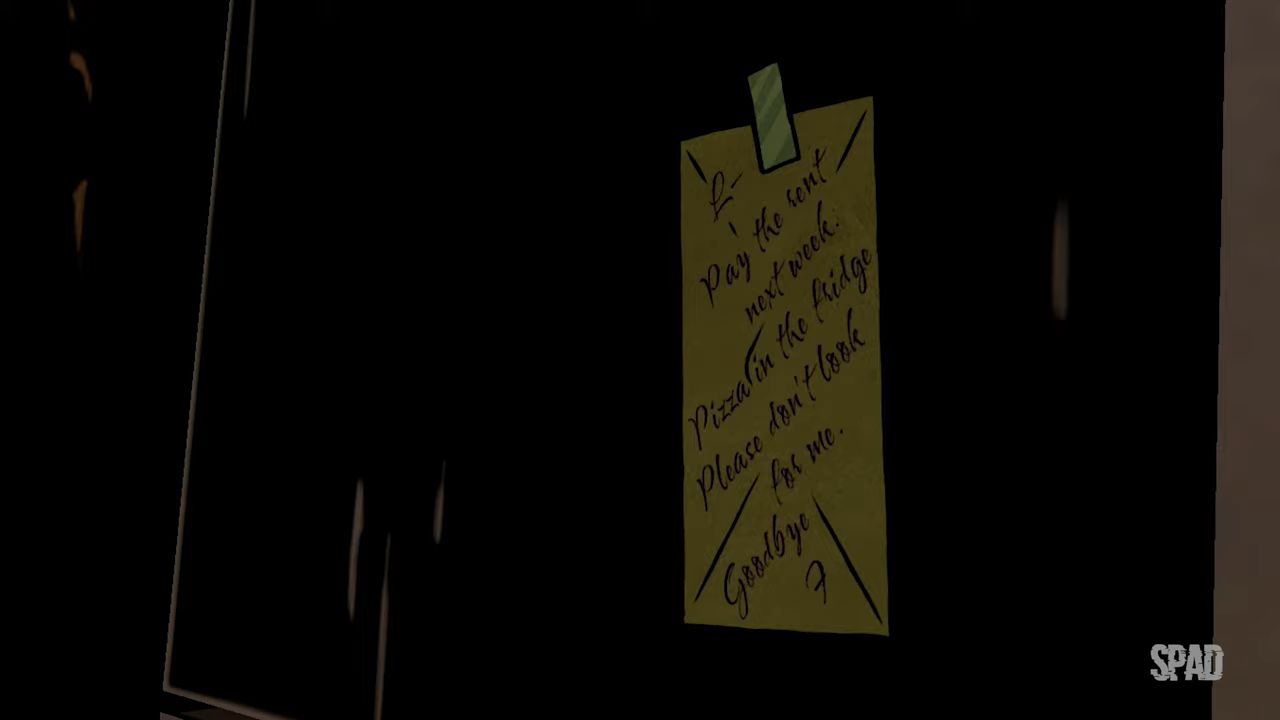 E-
Pay the rent
next week.
Pizza in the fridge
Please don't look
for me.
Goodbye
F
SPAD